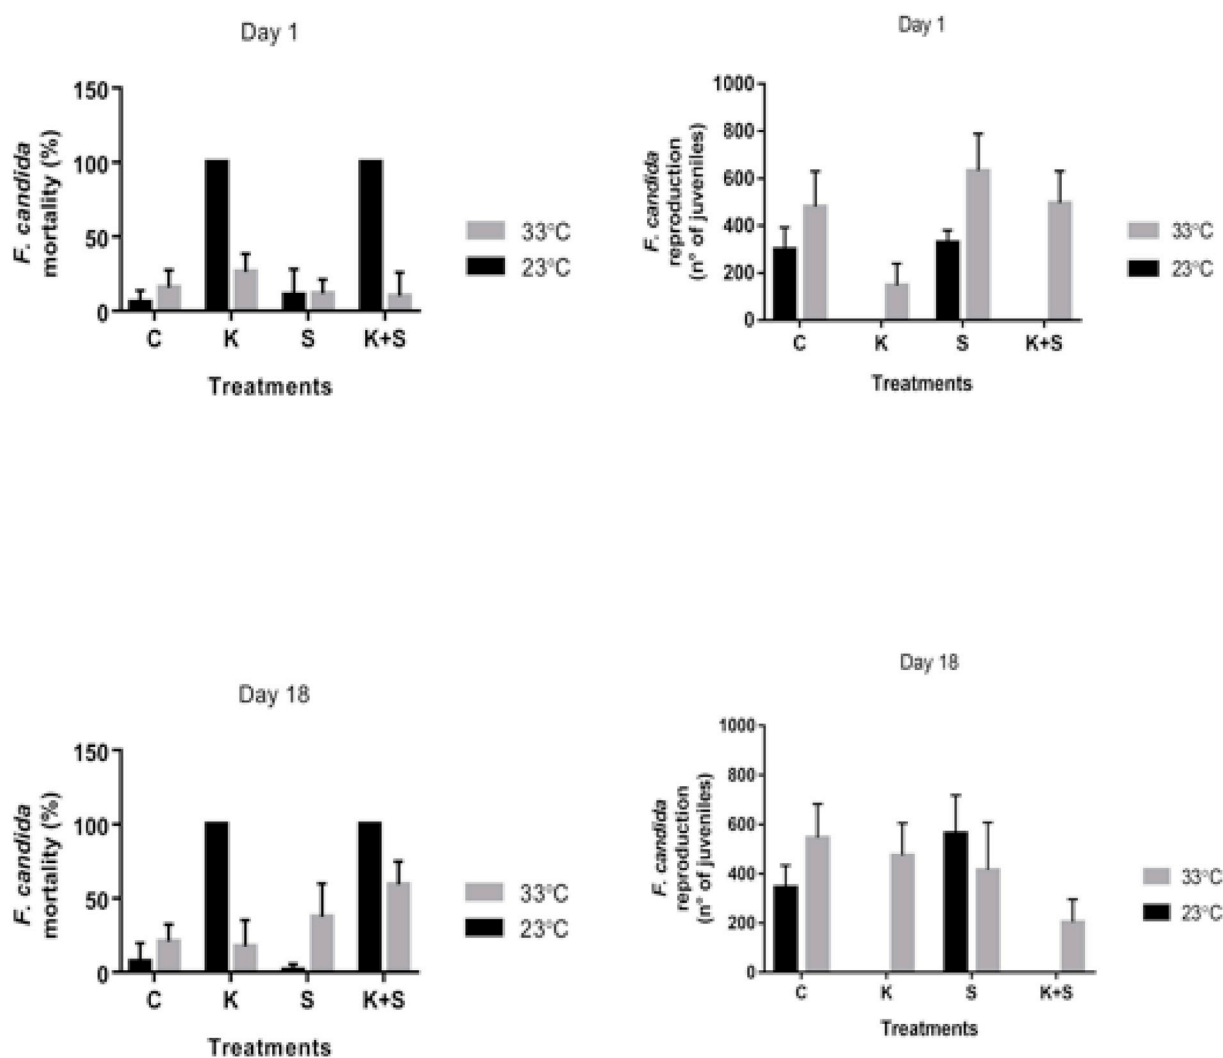 Day 1
F. candida
mortality (%)
150
100
50
0
C K S K+S
Treatments
33°C
23°C
Day 1
F. candida
reproduction
(n° of juveniles)
1000
800
600
400
200
0
C K S K+S
Treatments
33°C
23°C
Day 18
F. candida
mortality (%)
150
100
50
0
C K S K+S
Treatments
33°C
23°C
Day 18
F. candida
reproduction
(n° of juveniles)
1000
800
600
400
200
0
C K S K+S
Treatments
33°C
23°C